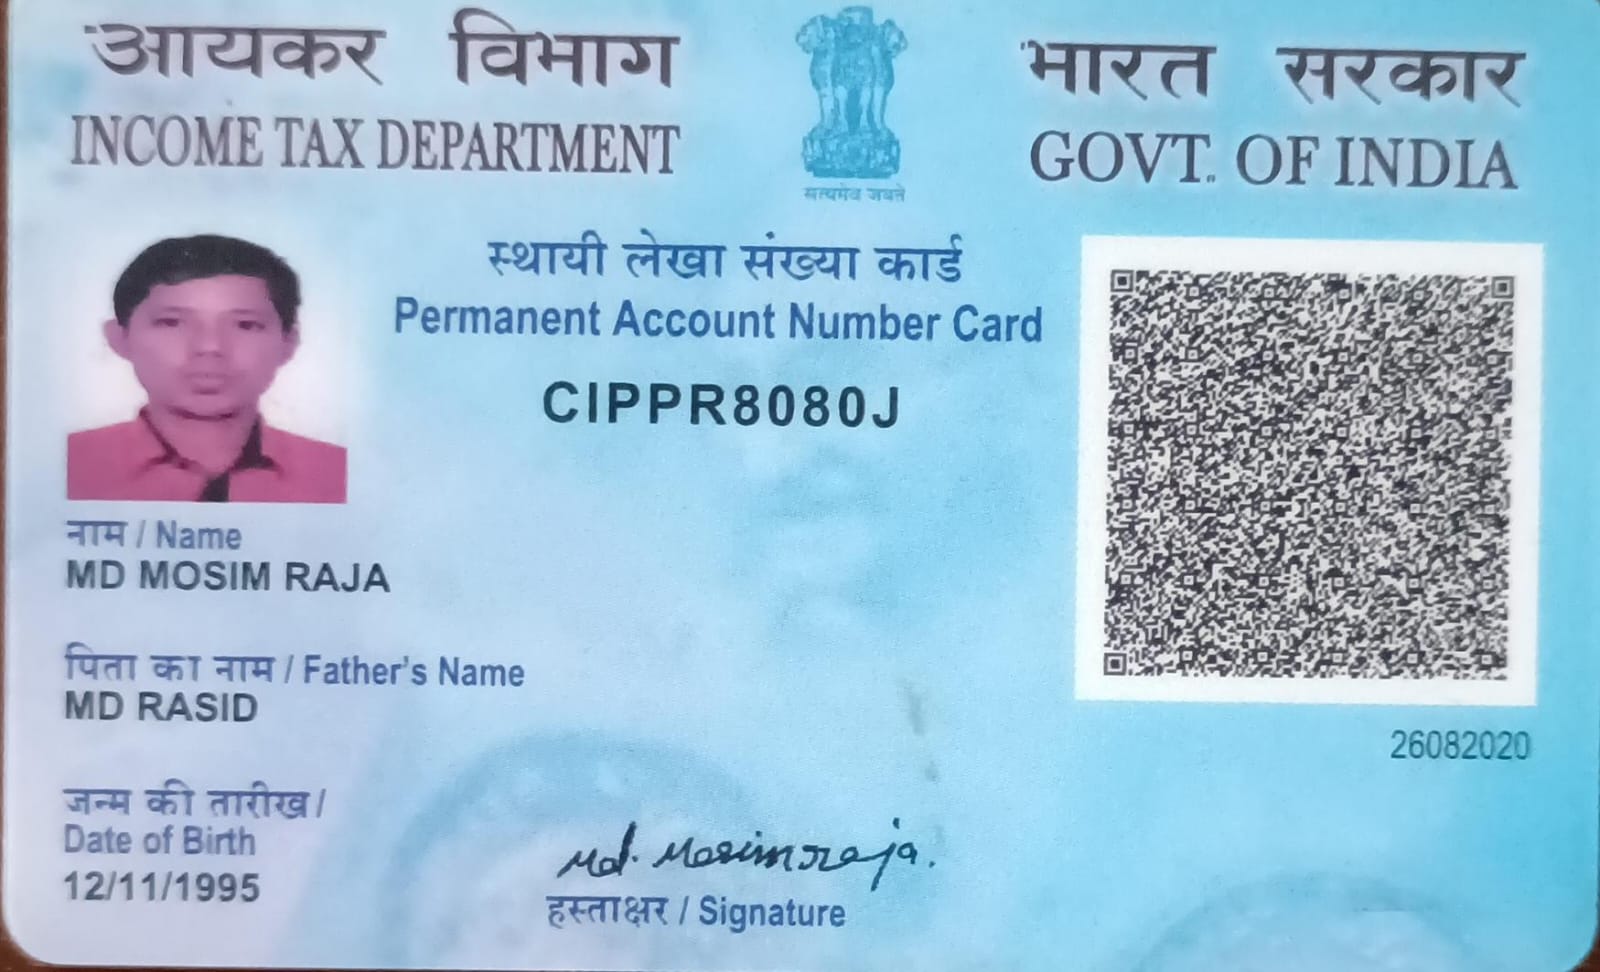 आयकर विभाग
INCOME TAX DEPARTMENT
सत्यमेव जयते
भारत सरकार
GOVT. OF INDIA
स्थायी लेखा संख्या कार्ड
Permanent Account Number Card
CIPPR8080J
नाम / Name
MD MOSIM RAJA
पिता का नाम / Father's Name
MD RASID
26082020
जन्म की तारीख /
Date of Birth
12/11/1995
Md. Mosim raja.
हस्ताक्षर / Signature